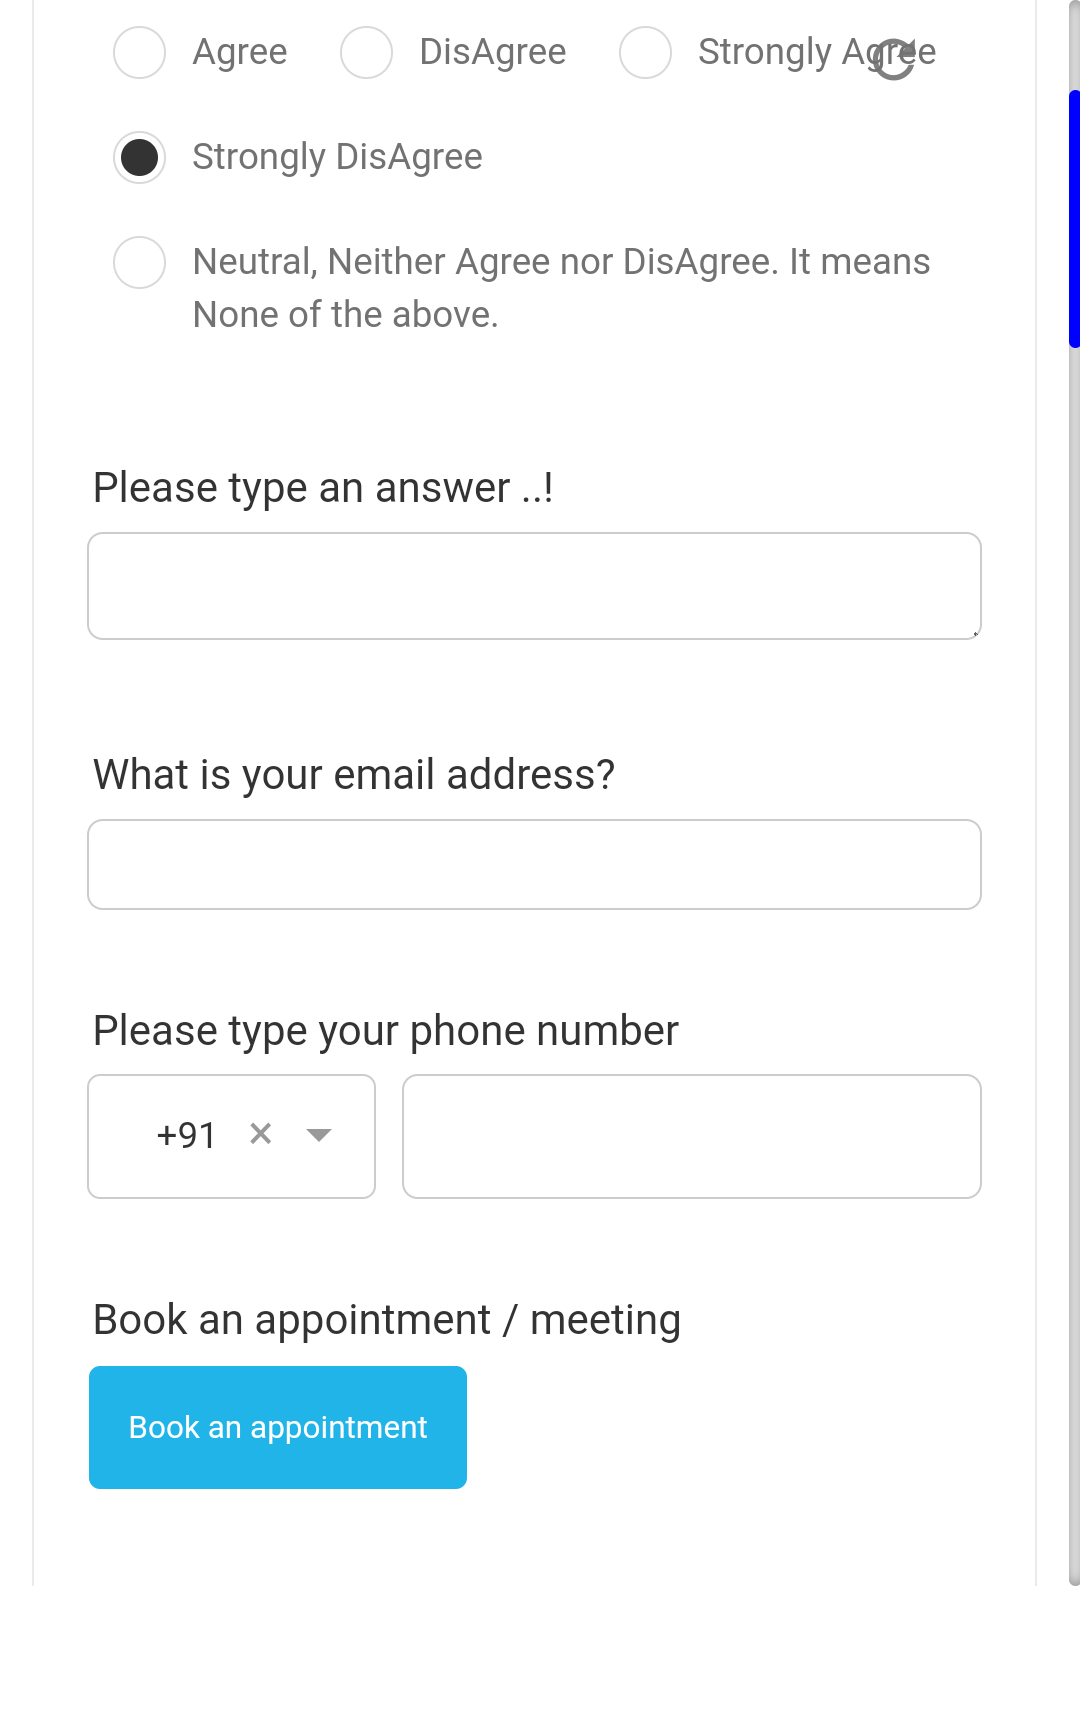 Agree DisAgree Strongly Agree
Strongly DisAgree
Neutral, Neither Agree nor DisAgree. It means
None of the above.
Please type an answer ..!
What is your email address?
Please type your phone number
+91
Book an appointment / meeting
Book an appointment